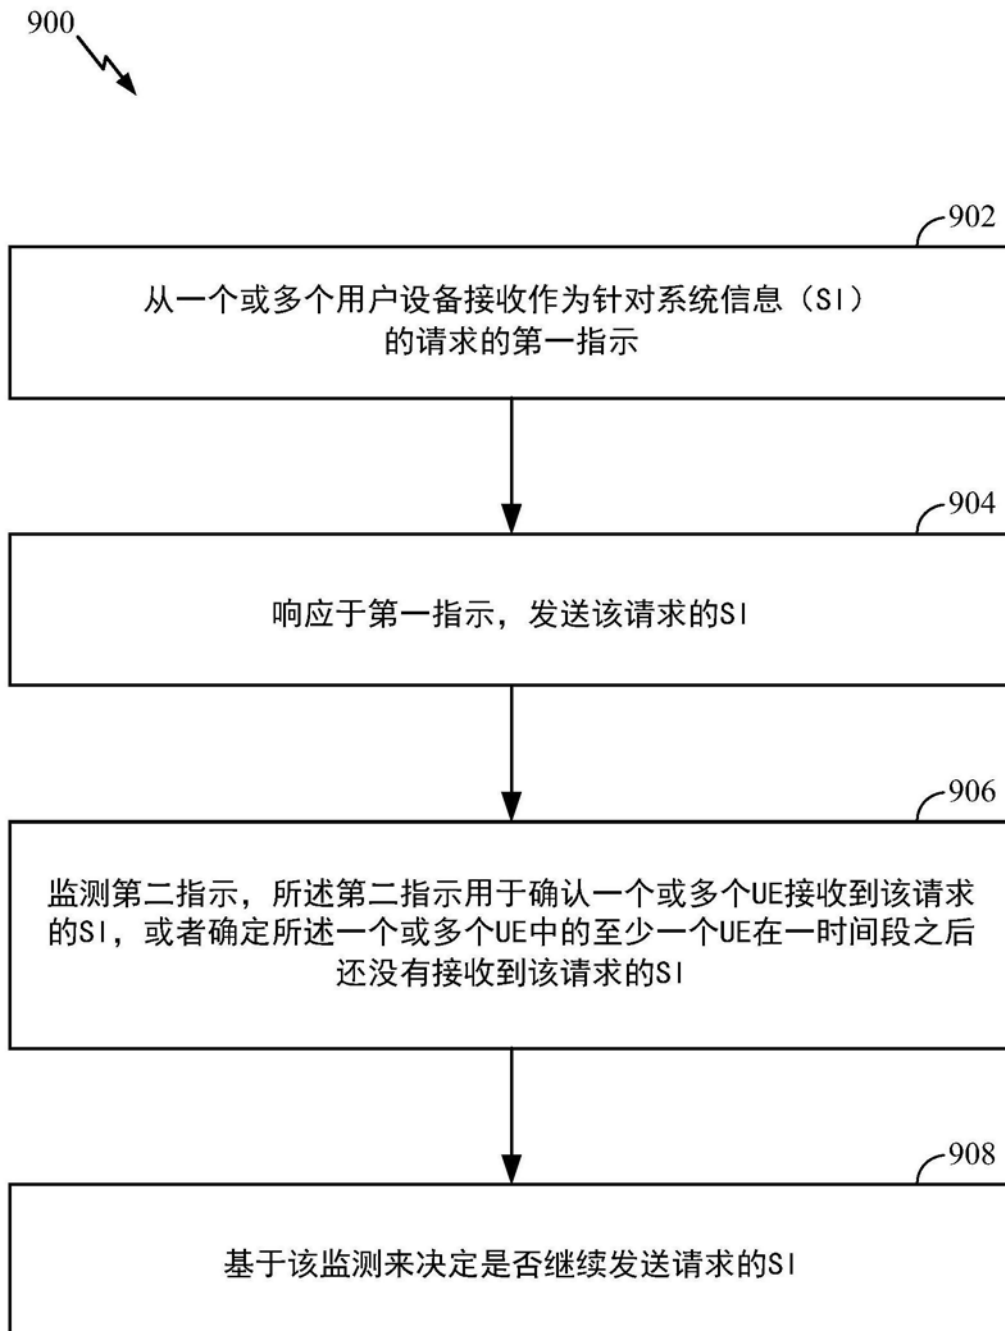 900
902
从一个或多个用户设备接收作为针对系统信息（SI）
的请求的第一指示
904
响应于第一指示，发送该请求的SI
906
监测第二指示，所述第二指示用于确认一个或多个UE接收到该请求
的SI，或者确定所述一个或多个UE中的至少一个UE在一时间段之后
还没有接收到该请求的SI
908
基于该监测来决定是否继续发送请求的SI